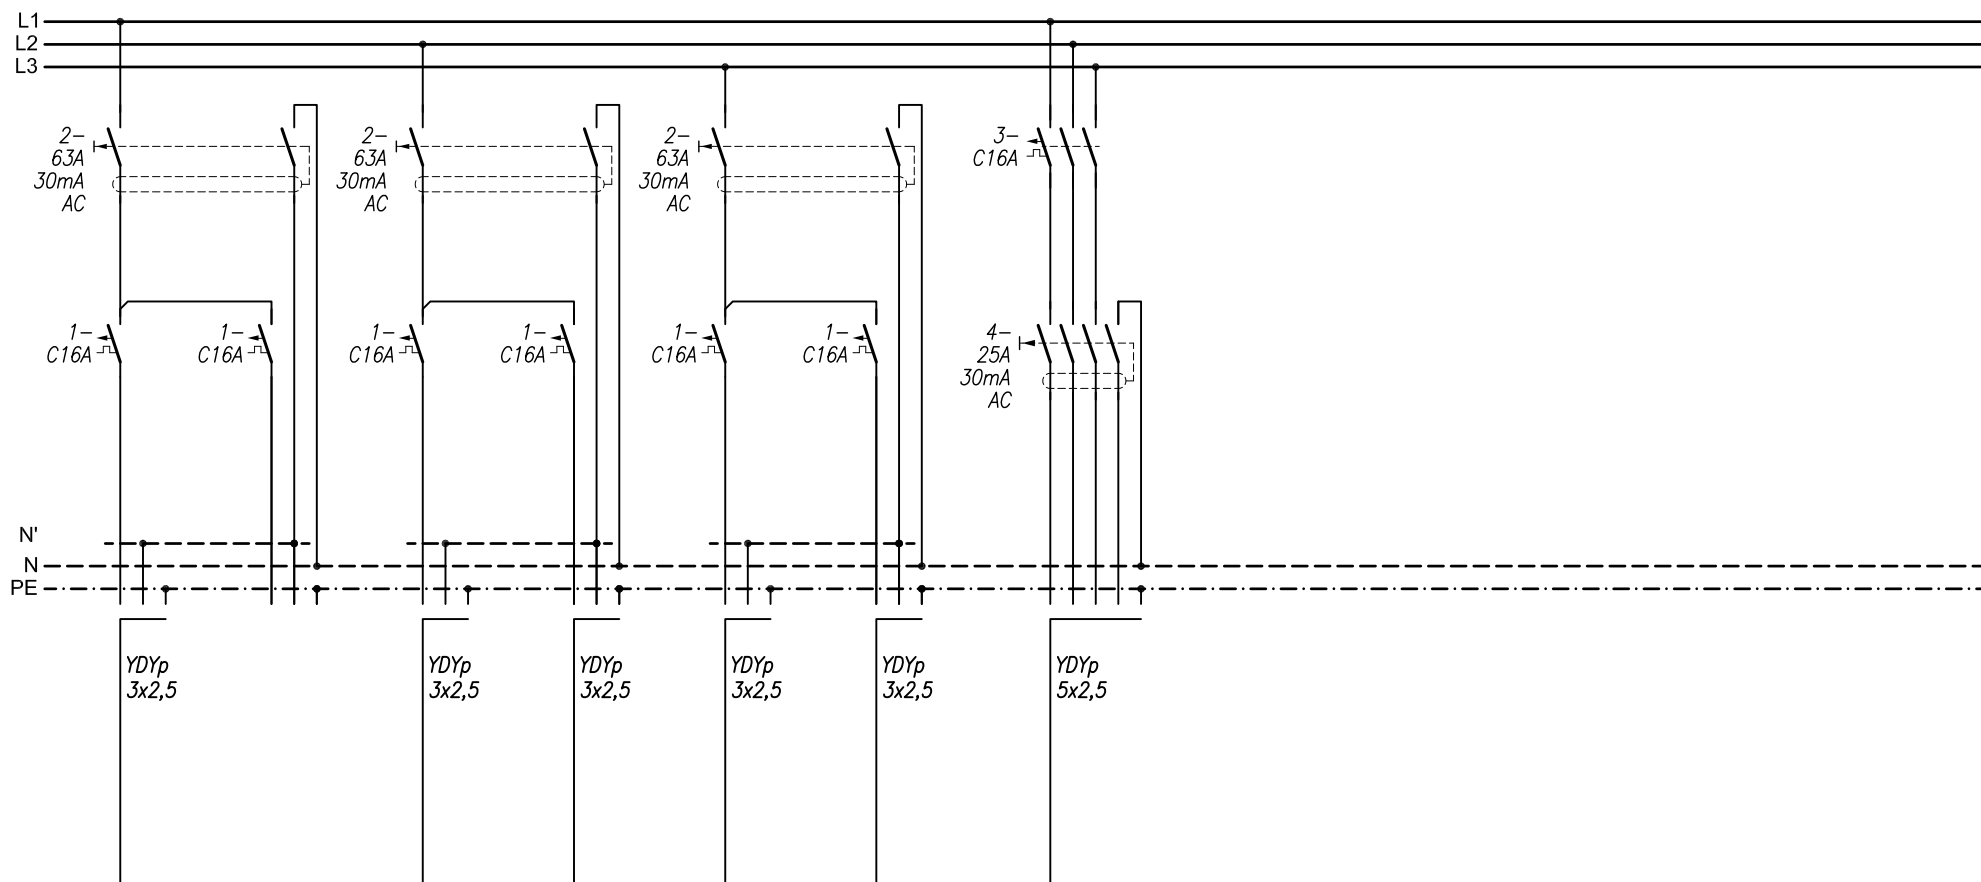 L1
L2
L3
2-
63A
30mA
AC
2-
63A
30mA
AC
2-
63A
30mA
AC
3-
C16A
1-
C16A
1-
C16A
1-
C16A
1-
C16A
1-
C16A
1-
C16A
4-
25A
30mA
AC
N'
N
PE
YDYp
3x2,5
YDYp
3x2,5
YDYp
3x2,5
YDYp
3x2,5
YDYp
3x2,5
YDYp
5x2,5